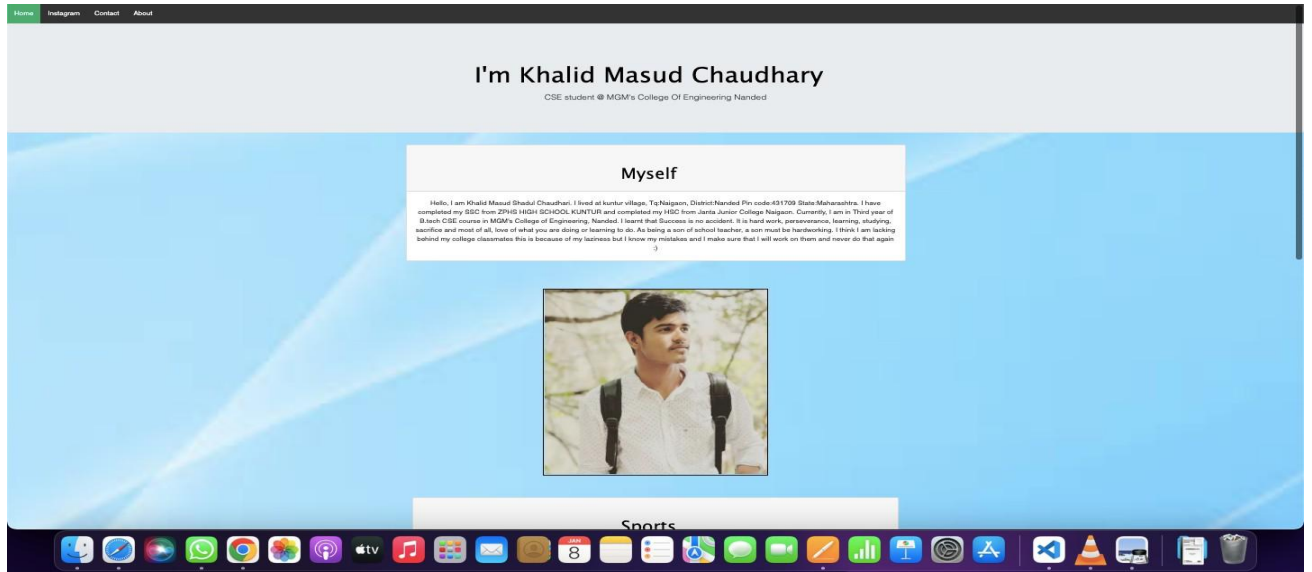 Home Instagram Contact About
I'm Khalid Masud Chaudhary
CSE student @ MGM's College Of Engineering Nanded
Myself
Hello, I am Khalid Masud Shadul Chaudhari. I lived at kuntur village, Tq:Naigaon, District:Nanded Pin code:431709 State:Maharashtra. I have
completed my SSC from ZPHS HIGH SCHOOL KUNTUR and completed my HSC from Janta Junior College Naigaon. Currently, I am in Third year of
B.tech CSE course in MGM's College of Engineering, Nanded. I learnt that Success is no accident. It is hard work, perseverance, learning, studying,
sacrifice and most of all, love of what you are doing or learning to do. As being a son of school teacher, a son must be hardworking. I think I am lacking
behind my college classmates this is because of my laziness but I know my mistakes and I make sure that I will work on them and never do that again
:)
Sports
tv
JAN
8